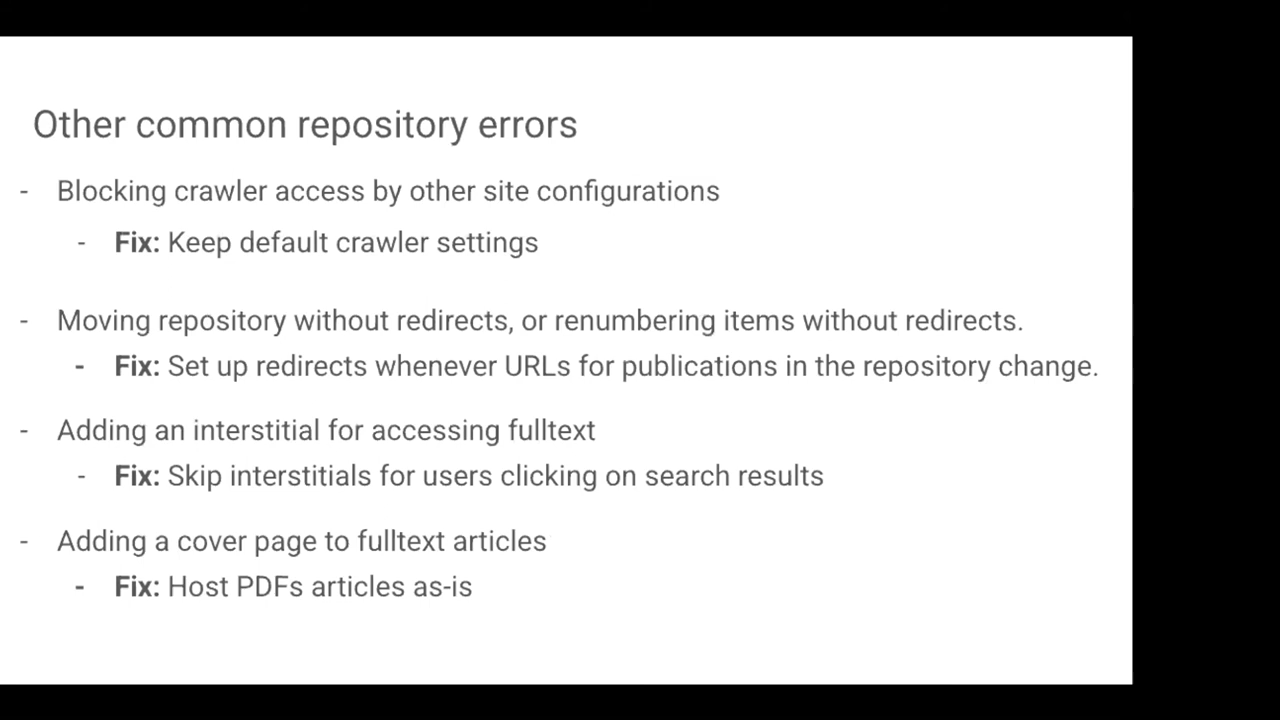 Other common repository errors
- Blocking crawler access by other site configurations
- Fix: Keep default crawler settings
- Moving repository without redirects, or renumbering items without redirects.
- Fix: Set up redirects whenever URLs for publications in the repository change.
- Adding an interstitial for accessing fulltext
- Fix: Skip interstitials for users clicking on search results
- Adding a cover page to fulltext articles
- Fix: Host PDFs articles as-is